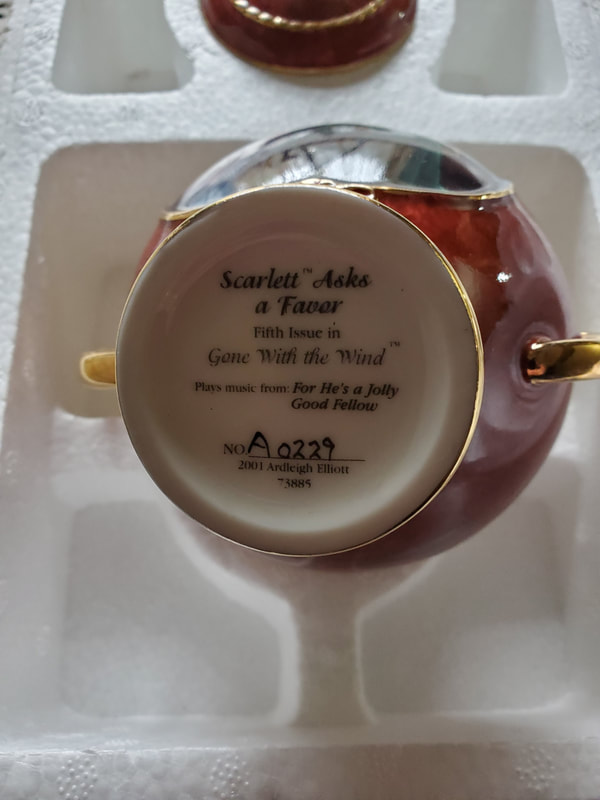 Scarlett™ Asks
a Favor
Fifth Issue in
Gone With the Wind™
Plays music from: For He's a Jolly
Good Fellow
NO. A0229
2001 Ardleigh Elliott
73885